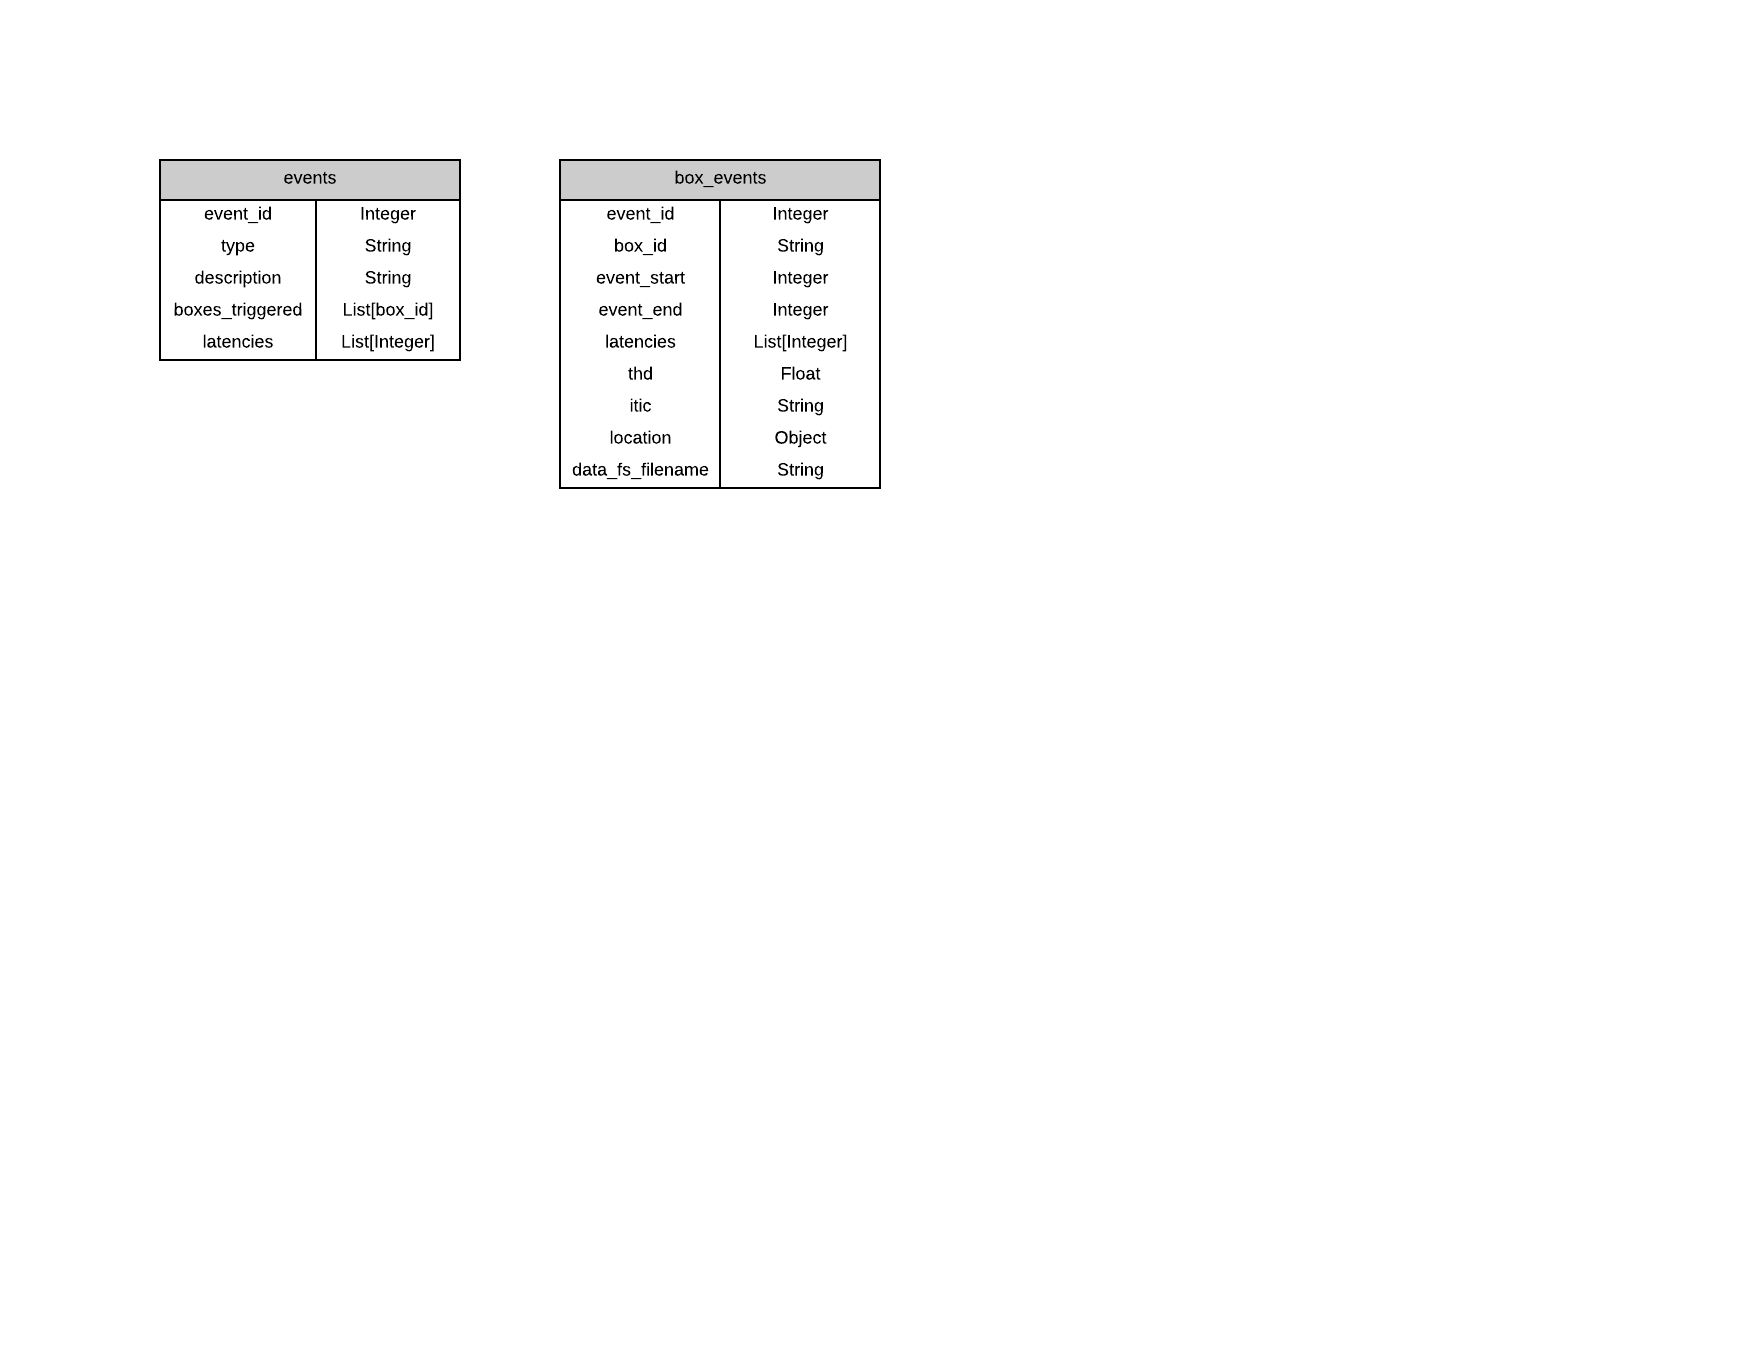 events
event_id Integer
type String
description String
boxes_triggered List[box_id]
latencies List[Integer]
box_events
event_id Integer
box_id String
event_start Integer
event_end Integer
latencies List[Integer]
thd Float
itic String
location Object
data_fs_filename String